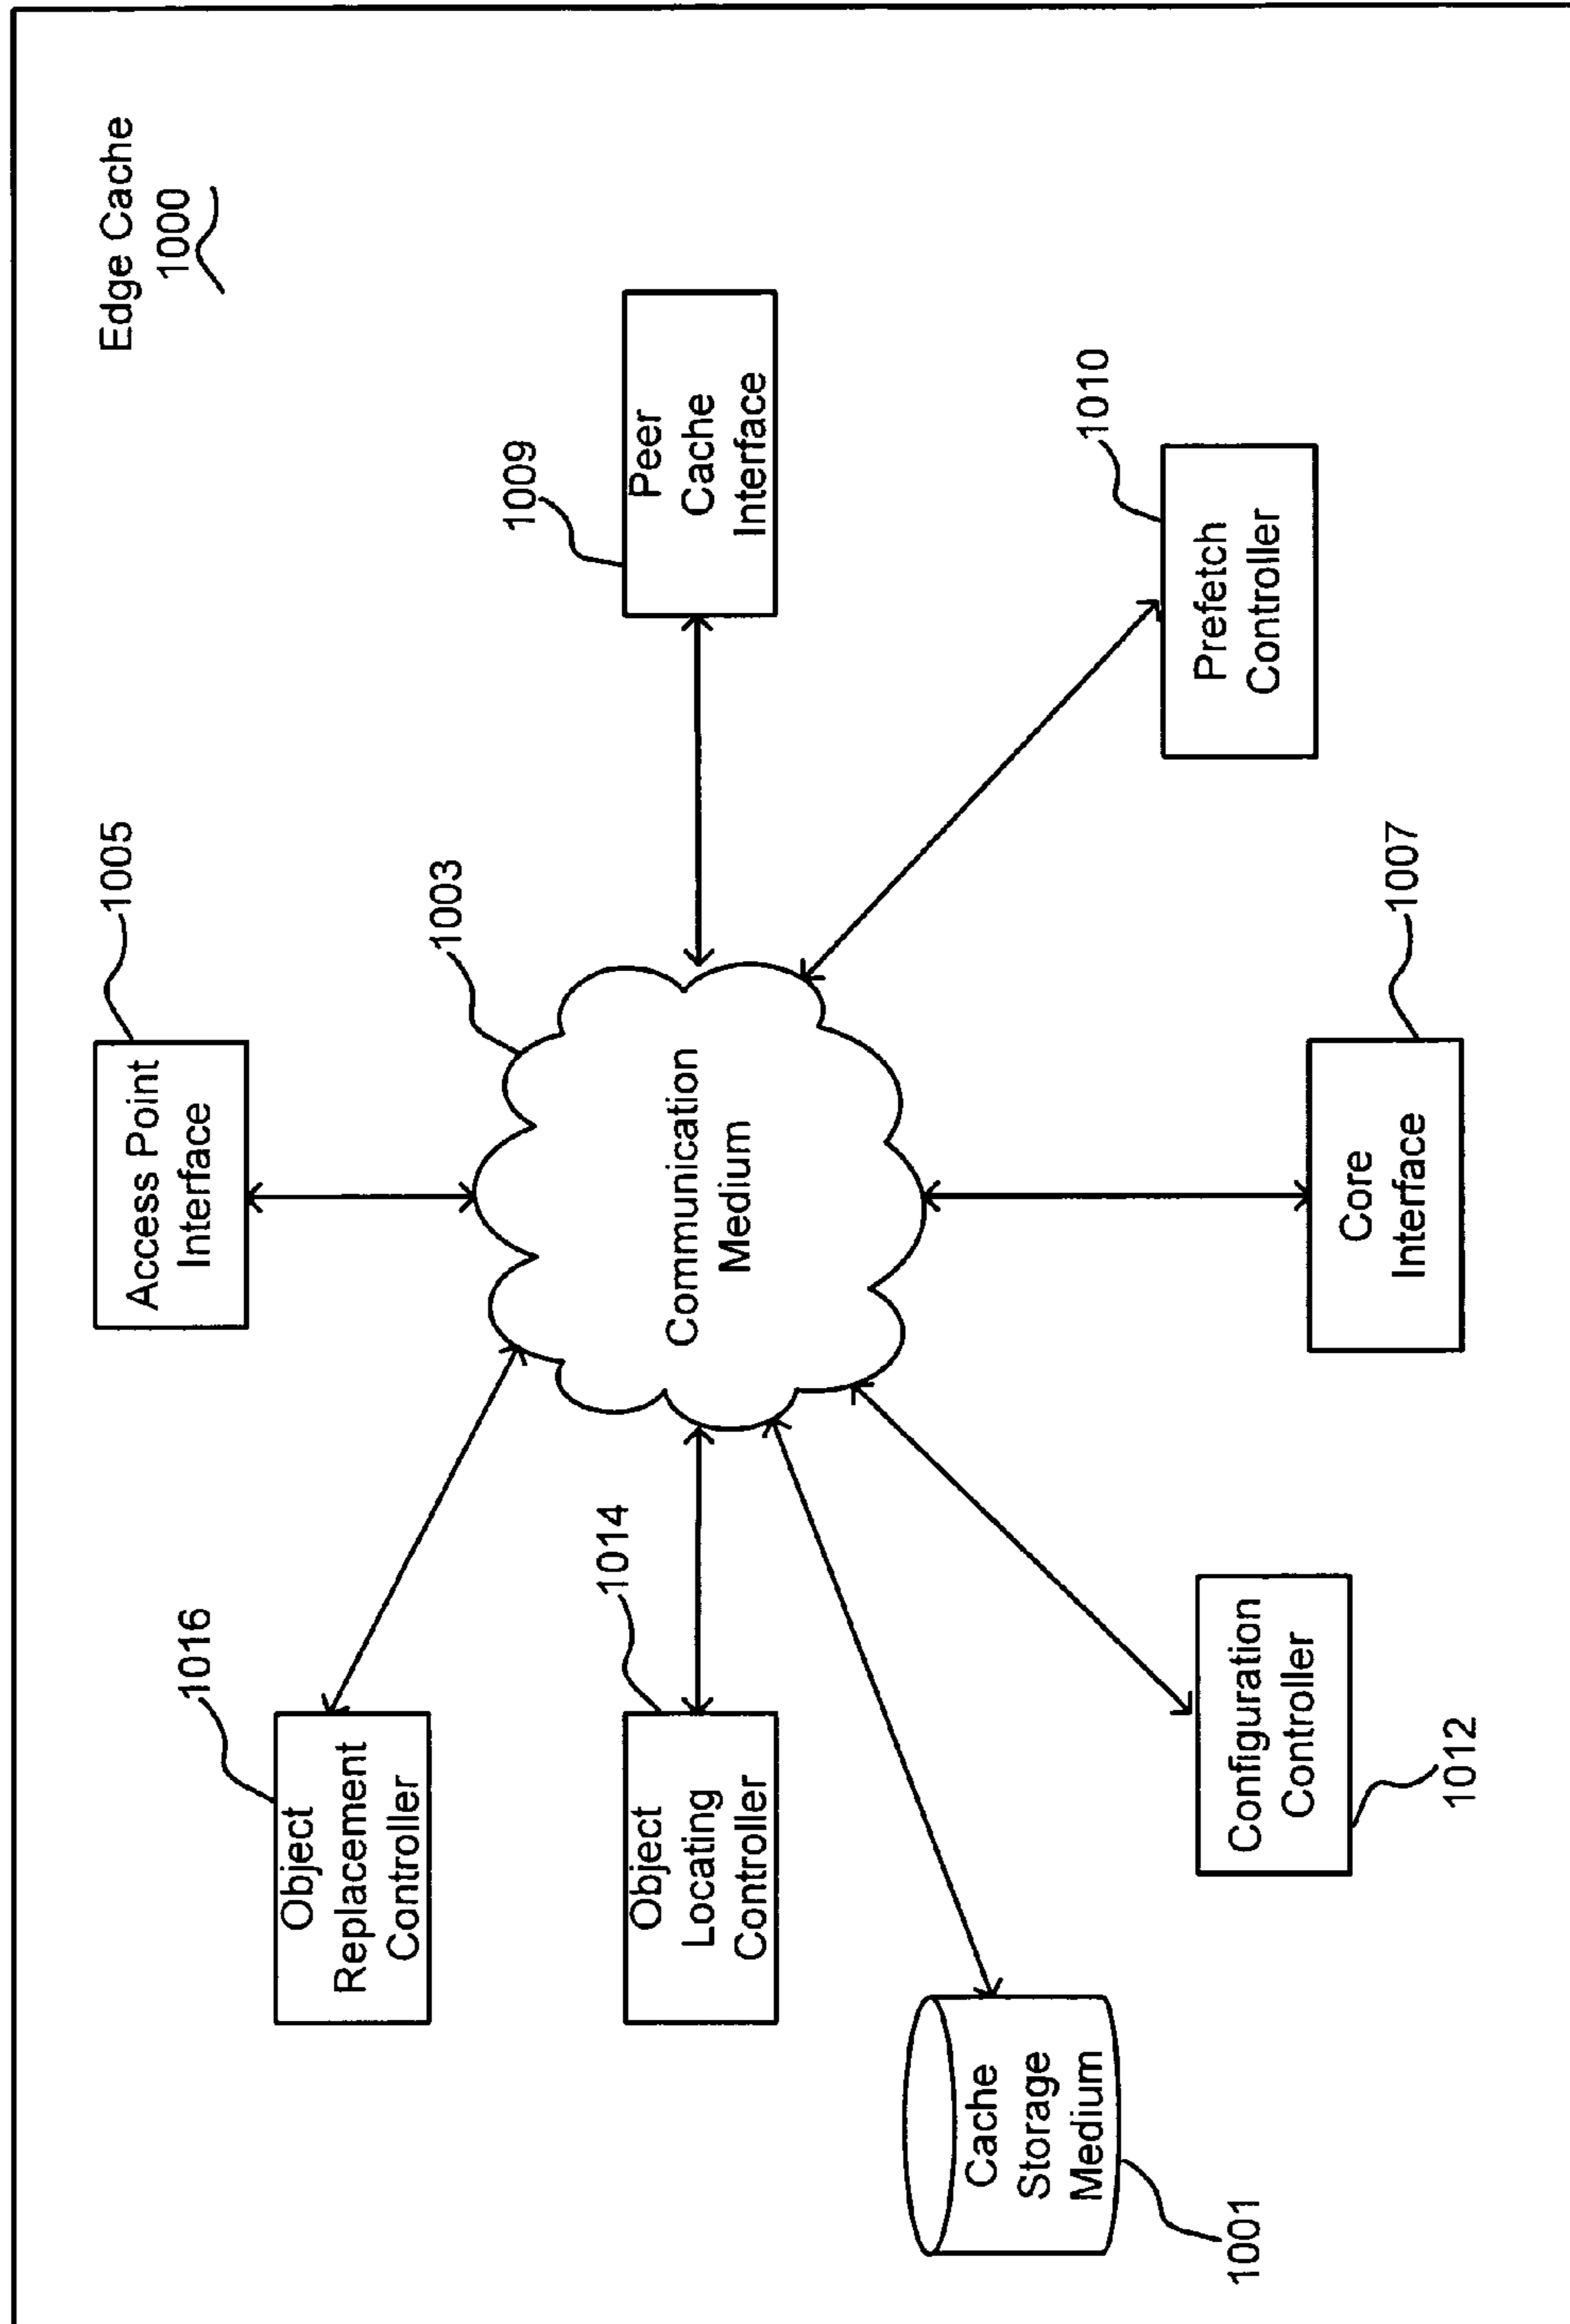 Edge Cache
1000
1005
Access Point
Interface
1016
Object
Replacement
Controller
1003
Communication
Medium
1014
Object
Locating
Controller
1009
Peer
Cache
Interface
Cache
Storage
Medium
1001
Configuration
Controller
1012
Core
Interface
1007
1010
Prefetch
Controller